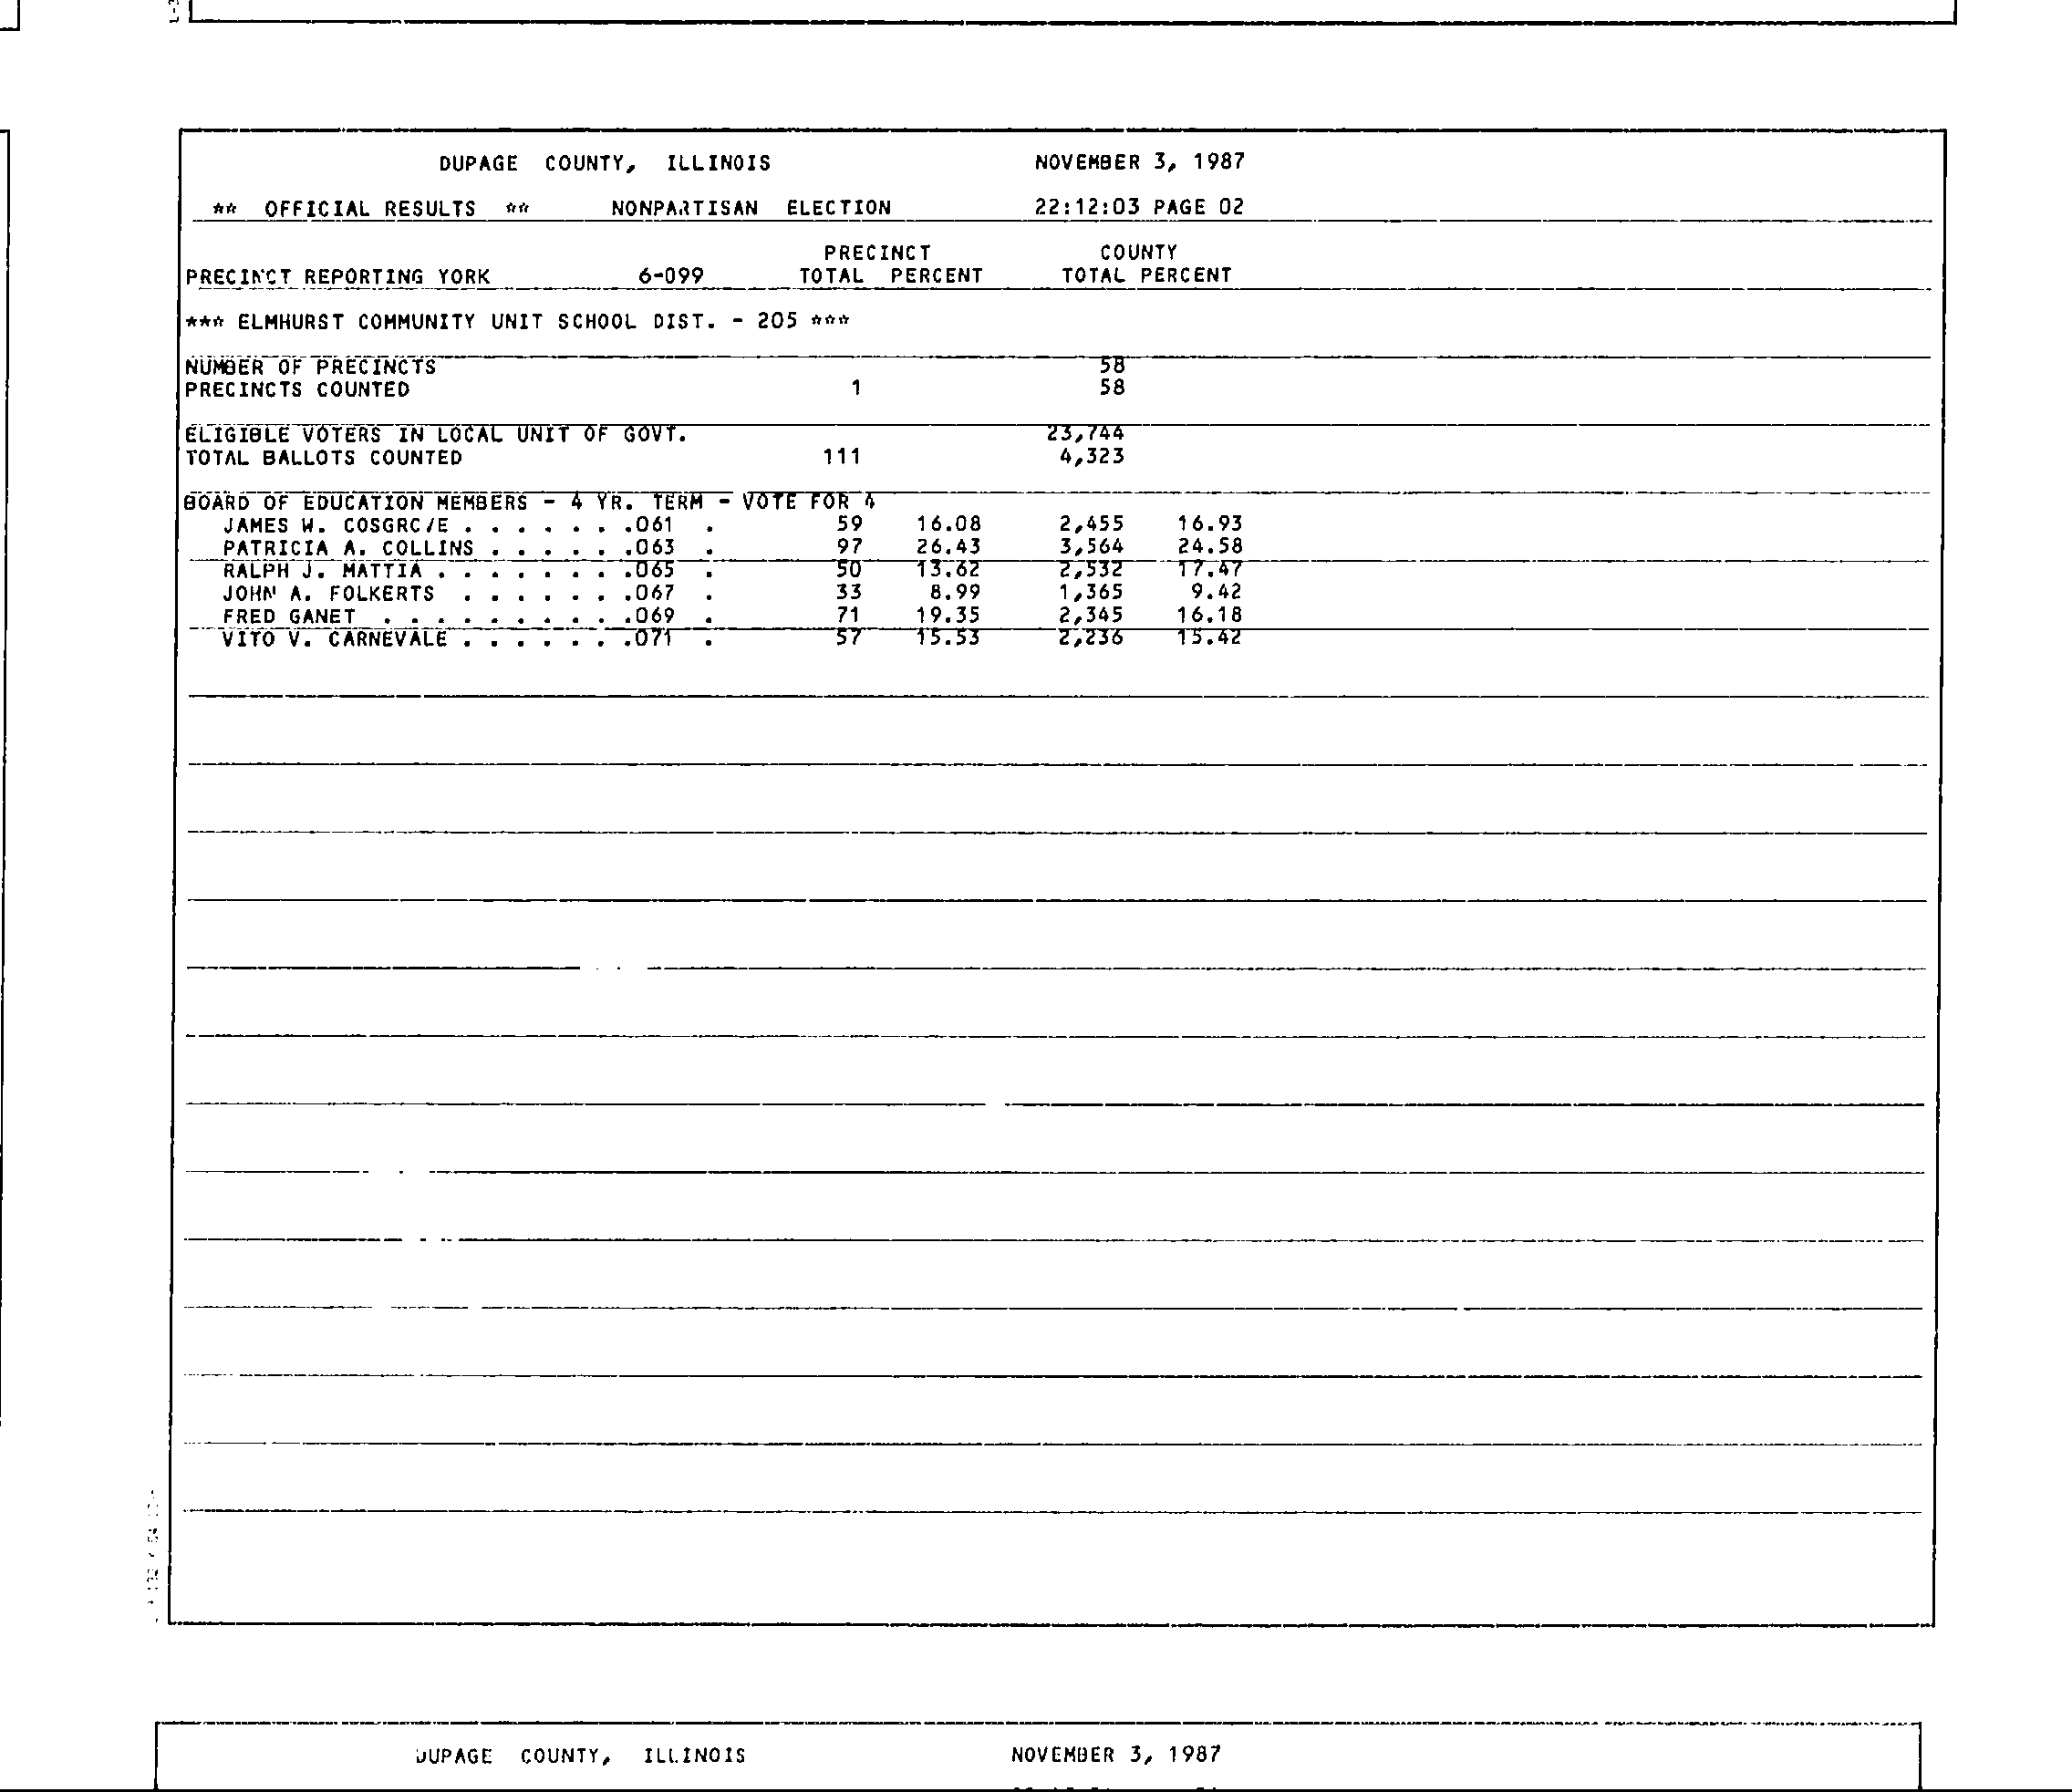 DUPAGE COUNTY, ILLINOIS NOVEMBER 3, 1987
** OFFICIAL RESULTS ** NONPARTISAN ELECTION 22:12:03 PAGE 02
PRECINCT COUNTY
PRECINCT REPORTING YORK 6-099 TOTAL PERCENT TOTAL PERCENT
*** ELMHURST COMMUNITY UNIT SCHOOL DIST. - 205 ***
NUMBER OF PRECINCTS 58
PRECINCTS COUNTED 1 58
ELIGIBLE VOTERS IN LOCAL UNIT OF GOVT. 23,744
TOTAL BALLOTS COUNTED 111 4,323
BOARD OF EDUCATION MEMBERS - 4 YR. TERM - VOTE FOR 4
JAMES W. COSGROVE . . . . . . .061 . 59 16.08 2,455 16.93
PATRICIA A. COLLINS . . . . . .063 . 97 26.43 3,564 24.58
RALPH J. MATTIA . . . . . . . .065 . 50 13.62 2,532 17.47
JOHN A. FOLKERTS . . . . . . .067 . 33 8.99 1,365 9.42
FRED GANET . . . . . . . . . .069 . 71 19.35 2,345 16.18
VITO V. CARNEVALE . . . . . . .071 . 57 15.53 2,236 15.42
DUPAGE COUNTY, ILLINOIS NOVEMBER 3, 1987